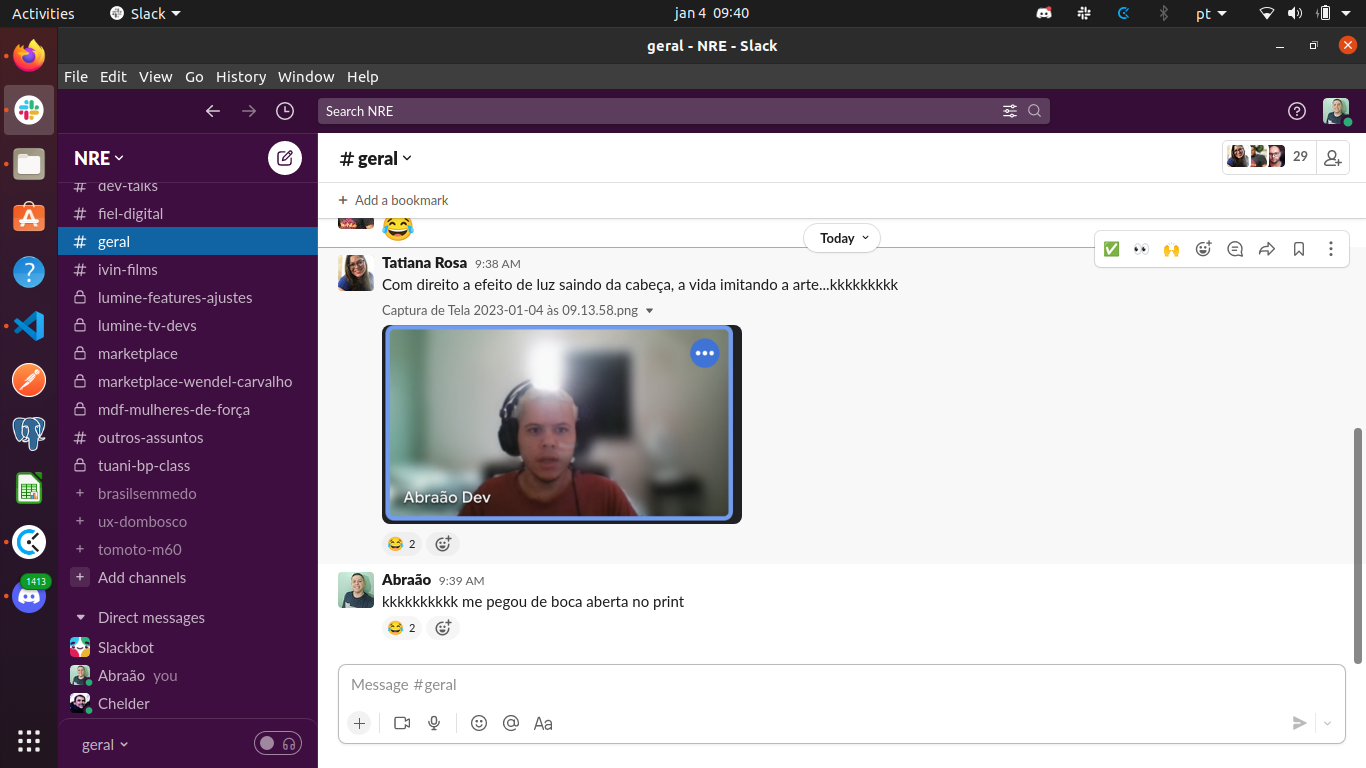 Activities Slack jan 4 09:40 pt
geral - NRE - Slack
File Edit View Go History Window Help
Search NRE
NRE
dev-talks
fiel-digital
geral
ivin-films
lumine-features-ajustes
lumine-tv-devs
marketplace
marketplace-wendel-carvalho
mdf-mulheres-de-força
outros-assuntos
tuani-bp-class
brasilsemmedo
ux-dombosco
tomoto-m60
Add channels
Direct messages
Slackbot
Abraão you
Chelder
geral
1413
# geral
29
Add a bookmark
Today
Tatiana Rosa 9:38 AM
Com direito a efeito de luz saindo da cabeça, a vida imitando a arte...kkkkkkkkk
Captura de Tela 2023-01-04 às 09.13.58.png
Abraão Dev
2
Abraão 9:39 AM
kkkkkkkkkk me pegou de boca aberta no print
2
Message #geral
Aa